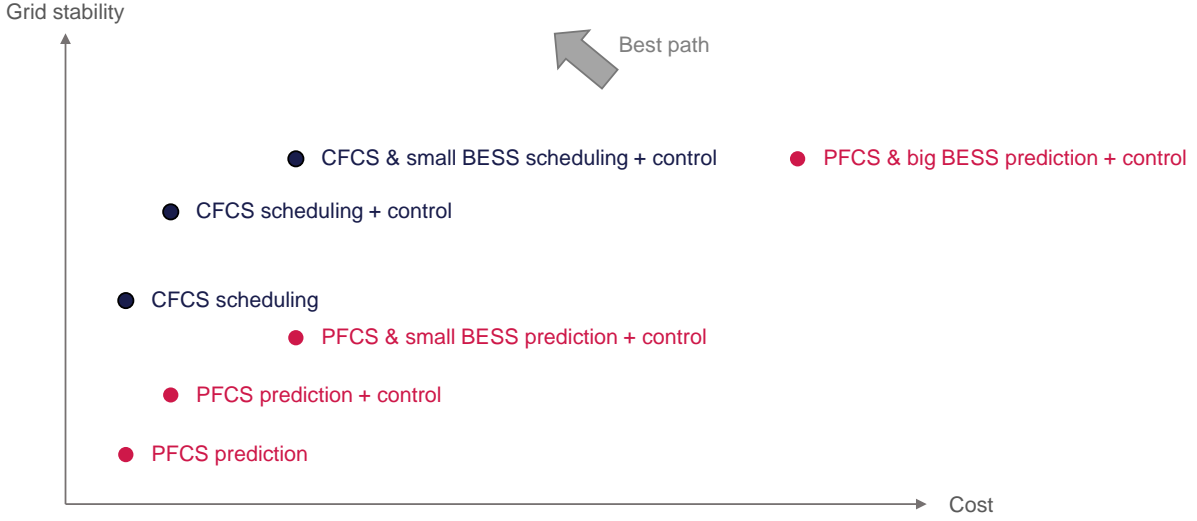 Grid stability
Best path
CFCS & small BESS scheduling + control
PFCS & big BESS prediction + control
CFCS scheduling + control
CFCS scheduling
PFCS & small BESS prediction + control
PFCS prediction + control
PFCS prediction
Cost